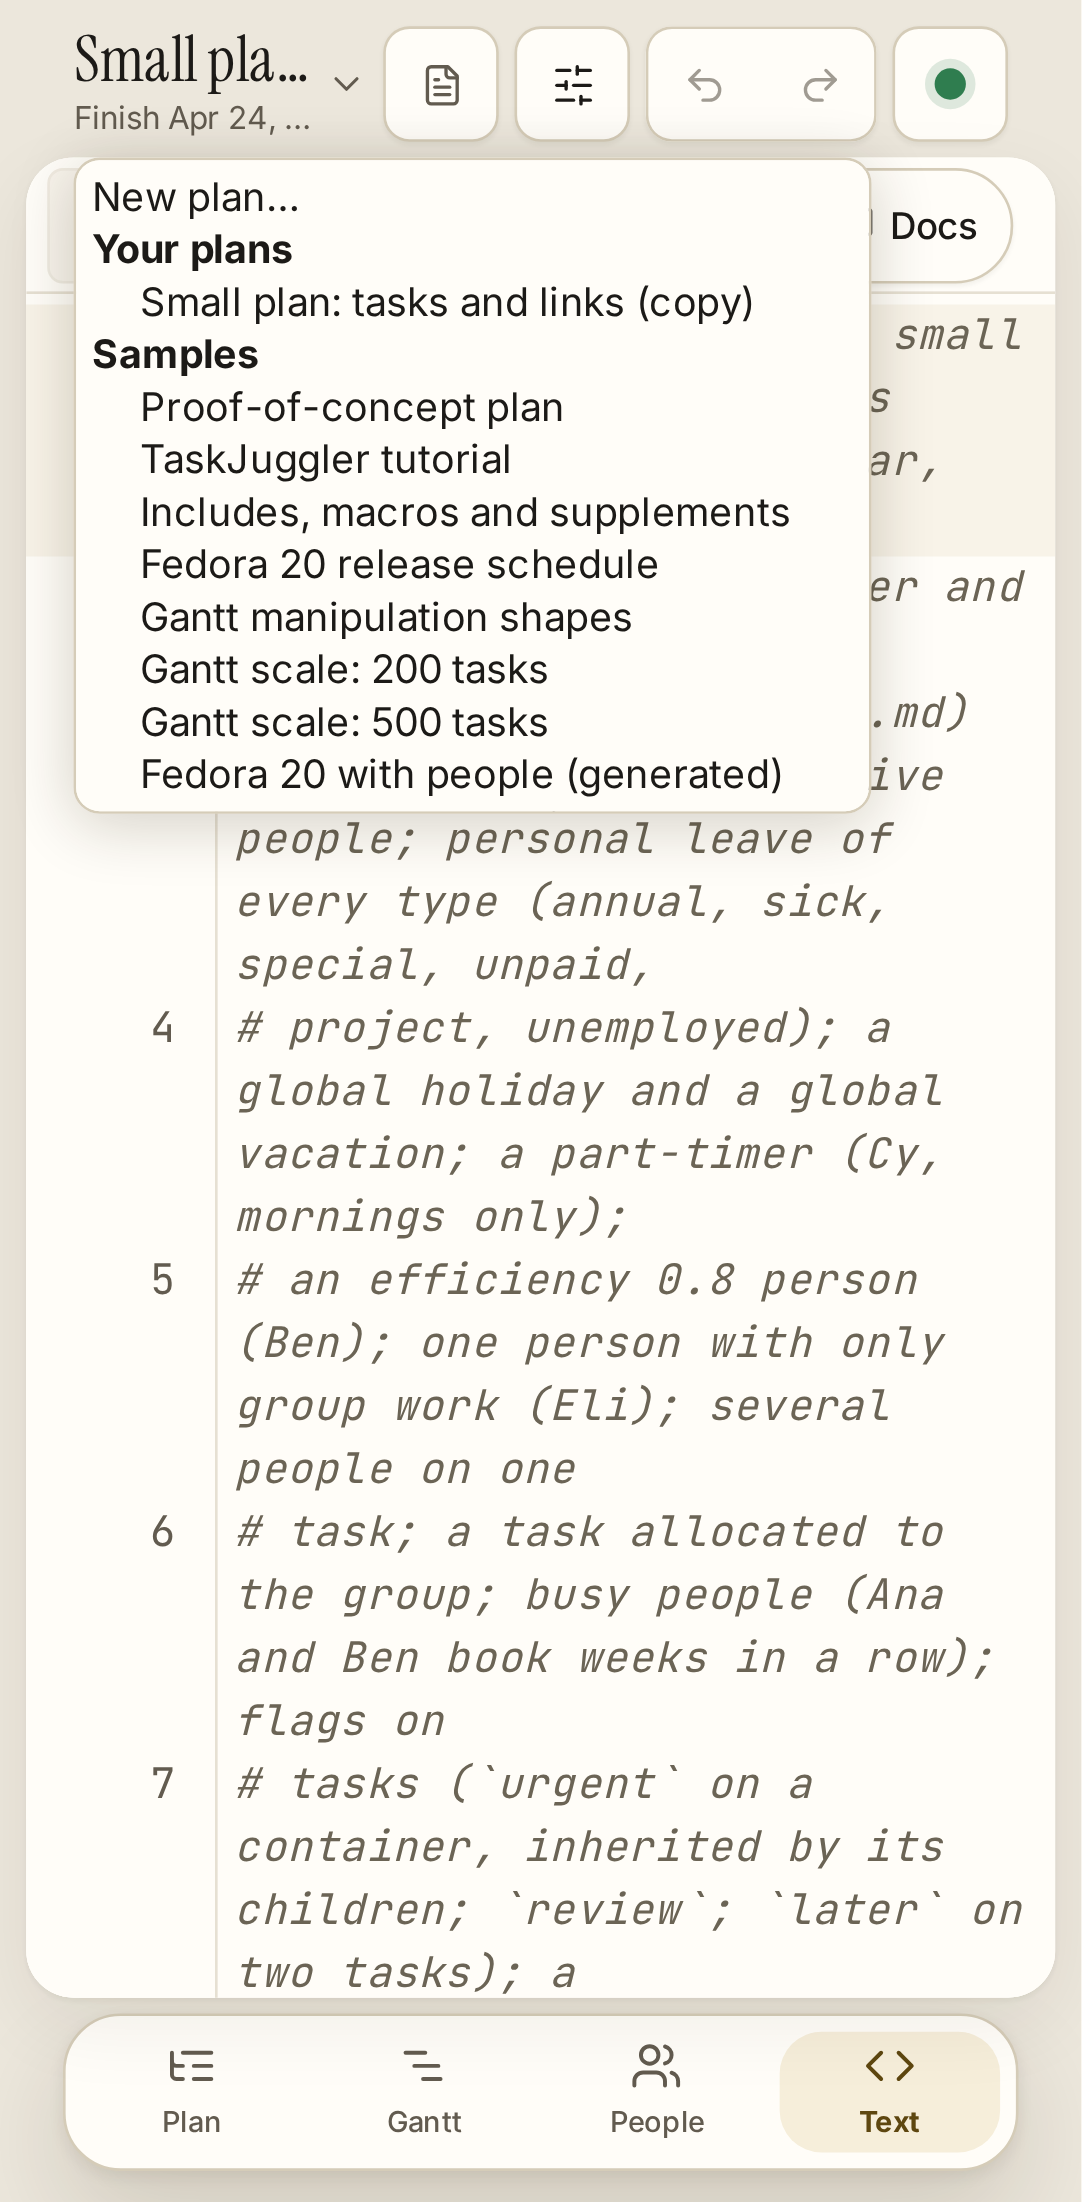 Small pla...
Finish Apr 24, ...
New plan...
Your plans
Small plan: tasks and links (copy)
Samples
Proof-of-concept plan
TaskJuggler tutorial
Includes, macros and supplements
Fedora 20 release schedule
Gantt manipulation shapes
Gantt scale: 200 tasks
Gantt scale: 500 tasks
Fedora 20 with people (generated)
Docs
small
s
ar,
er and
.md)
ive
people; personal leave of
every type (annual, sick,
special, unpaid,
4 # project, unemployed); a
global holiday and a global
vacation; a part-timer (Cy,
mornings only);
5 # an efficiency 0.8 person
(Ben); one person with only
group work (Eli); several
people on one
6 # task; a task allocated to
the group; busy people (Ana
and Ben book weeks in a row);
flags on
7 # tasks (`urgent` on a
container, inherited by its
children; `review`; `later` on
two tasks); a
Plan
Gantt
People
Text